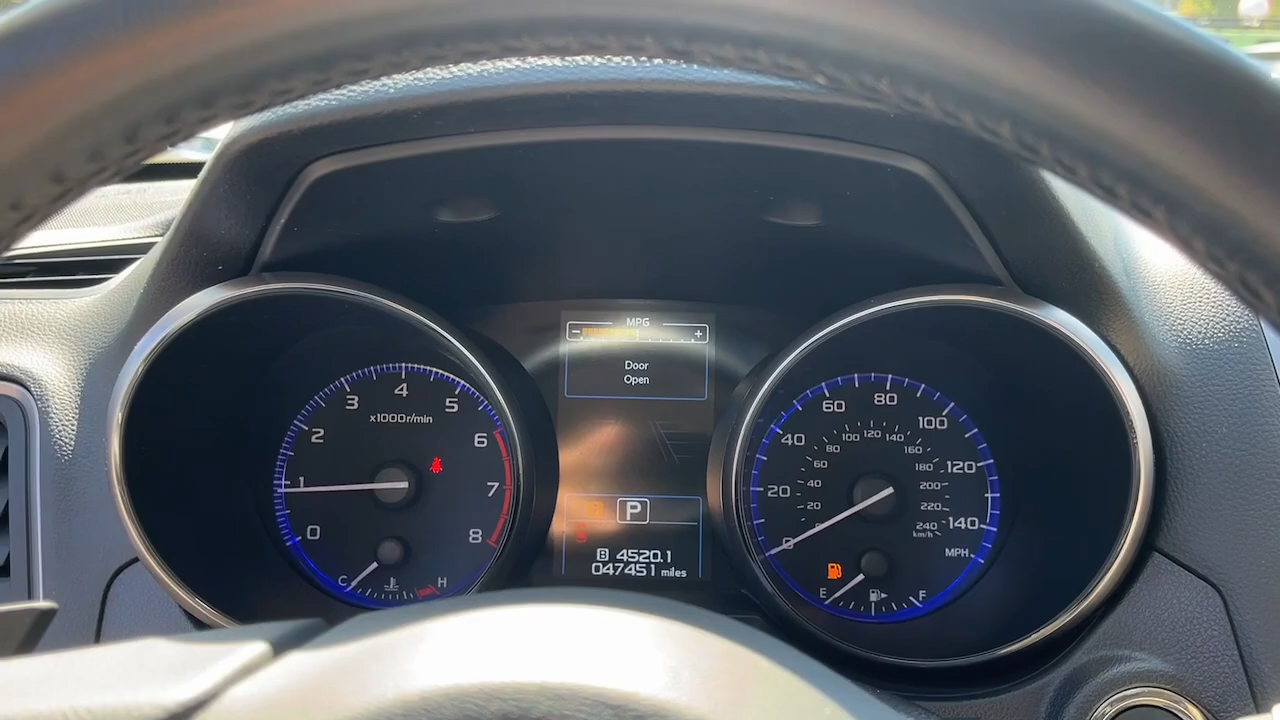 MPG
- +
Door
Open
4
3 5
x1000r/min
2 6
1 7
0 8
C H
P
B 4520.1
047451 miles
80
60 100
40 120
20 140
0 MPH
100 120 140
80 160
60 180
40 200
20 220
240
km/h
E F